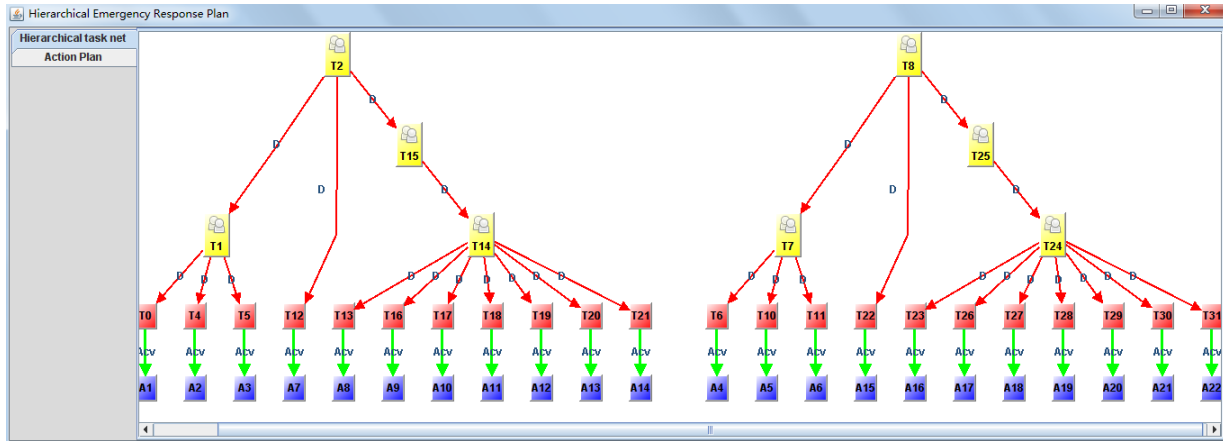 Hierarchical Emergency Response Plan
Hierarchical task net
Action Plan
T2 T8
D D
T15 T25
D D
D D D D
T1 T14 T7 T24
D D D D D D D D D D D D D D D D D D D D
T0 T4 T5 T12 T13 T16 T17 T18 T19 T20 T21 T6 T10 T11 T22 T23 T26 T27 T28 T29 T30 T31
Acv Acv Acv Acv Acv Acv Acv Acv Acv Acv Acv Acv Acv Acv Acv Acv Acv Acv Acv Acv Acv Acv
A1 A2 A3 A7 A8 A9 A10 A11 A12 A13 A14 A4 A5 A6 A15 A16 A17 A18 A19 A20 A21 A22